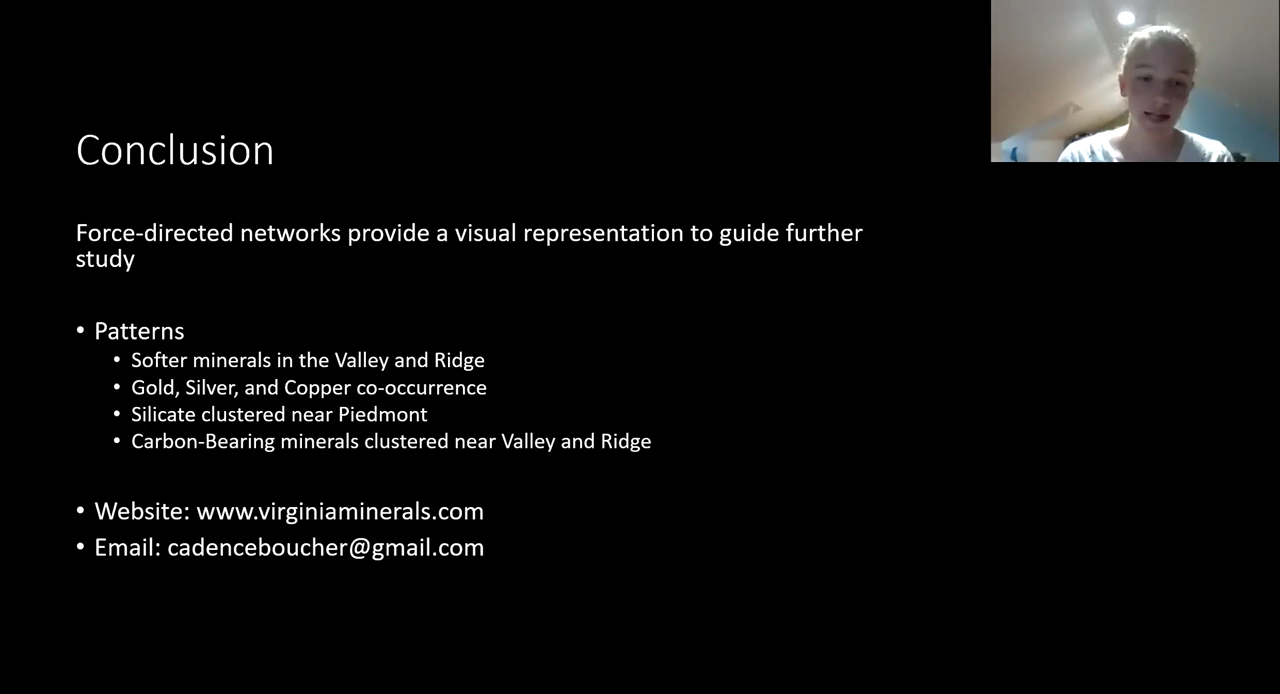 Conclusion
Force-directed networks provide a visual representation to guide further
study
• Patterns
• Softer minerals in the Valley and Ridge
• Gold, Silver, and Copper co-occurrence
• Silicate clustered near Piedmont
• Carbon-Bearing minerals clustered near Valley and Ridge
• Website: www.virginiaminerals.com
• Email: cadenceboucher@gmail.com